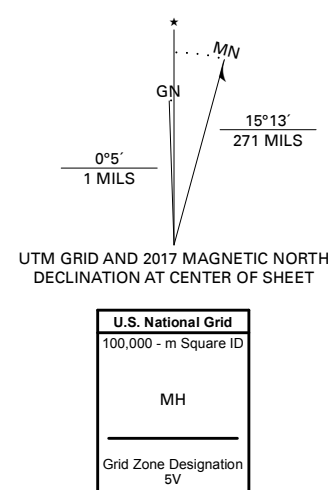 ★
MN
GN
15°13´
271 MILS
0°5´
1 MILS
UTM GRID AND 2017 MAGNETIC NORTH
DECLINATION AT CENTER OF SHEET
U.S. National Grid
100,000 - m Square ID
MH
Grid Zone Designation
5V